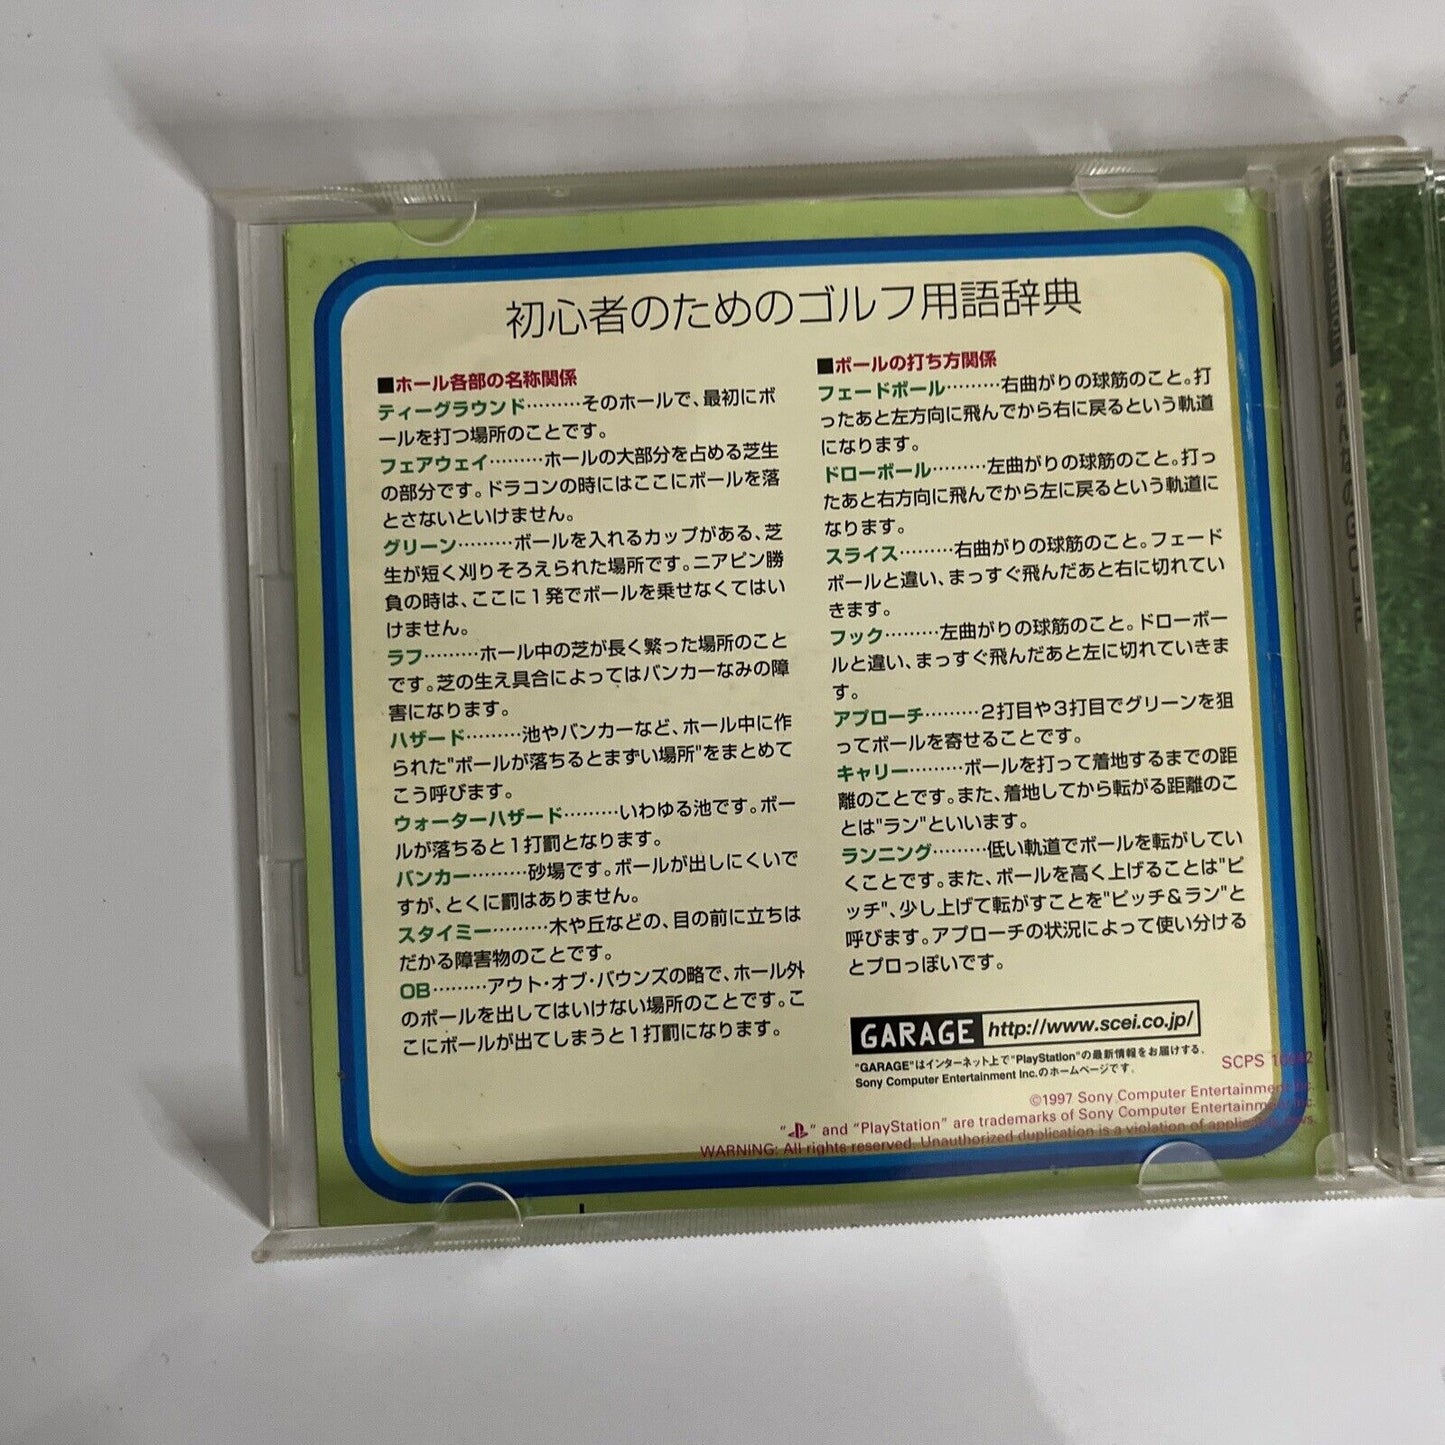 初心者のためのゴルフ用語辞典
■ホール各部の名称関係
ティーグラウンド………そのホールで、最初にボ
ールを打つ場所のことです。
フェアウェイ………ホールの大部分を占める芝生
の部分です。ドラコンの時にはここにボールを落
とさないといけません。
グリーン………ボールを入れるカップがある、芝
生が短く刈りそろえられた場所です。ニアピン勝
負の時は、ここに1発でボールを乗せなくてはい
けません。
ラフ………ホール中の芝が長く繁った場所のこと
です。芝の生え具合によってはバンカーなみの障
害になります。
ハザード………池やバンカーなど、ホール中に作
られた"ボールが落ちるとまずい場所"をまとめて
こう呼びます。
ウォーターハザード………いわゆる池です。ボー
ルが落ちると1打罰となります。
バンカー………砂場です。ボールが出しにくいで
すが、とくに罰はありません。
スタイミー………木や丘などの、目の前に立ちは
だかる障害物のことです。
OB………アウト・オブ・バウンズの略で、ホール外
のボールを出してはいけない場所のことです。こ
こにボールが出てしまうと1打罰になります。
■ボールの打ち方関係
フェードボール………右曲がりの球筋のこと。打
ったあと左方向に飛んでから右に戻るという軌道
になります。
ドローボール………左曲がりの球筋のこと。打っ
たあと右方向に飛んでから左に戻るという軌道に
なります。
スライス………右曲がりの球筋のこと。フェード
ボールと違い、まっすぐ飛んだあと右に切れてい
きます。
フック………左曲がりの球筋のこと。ドローボー
ルと違い、まっすぐ飛んだあと左に切れていきま
す。
アプローチ………2打目や3打目でグリーンを狙
ってボールを寄せることです。
キャリー………ボールを打って着地するまでの距
離のことです。また、着地してから転がる距離のこ
とは"ラン"といいます。
ランニング………低い軌道でボールを転がしてい
くことです。また、ボールを高く上げることは"ピ
ッチ"、少し上げて転がすことを"ピッチ&ラン"と
呼びます。アプローチの状況によって使い分ける
とプロっぽいです。
GARAGE http://www.scei.co.jp/
"GARAGE"はインターネット上で"PlayStation"の最新情報をお届けする、
Sony Computer Entertainment Inc.のホームページです。
SCPS
©1997 Sony Computer Entertainment Inc.
" " and "PlayStation" are trademarks of Sony Computer Entertainment Inc.
WARNING: All rights reserved. Unauthorized duplication is a violation of applicable laws.